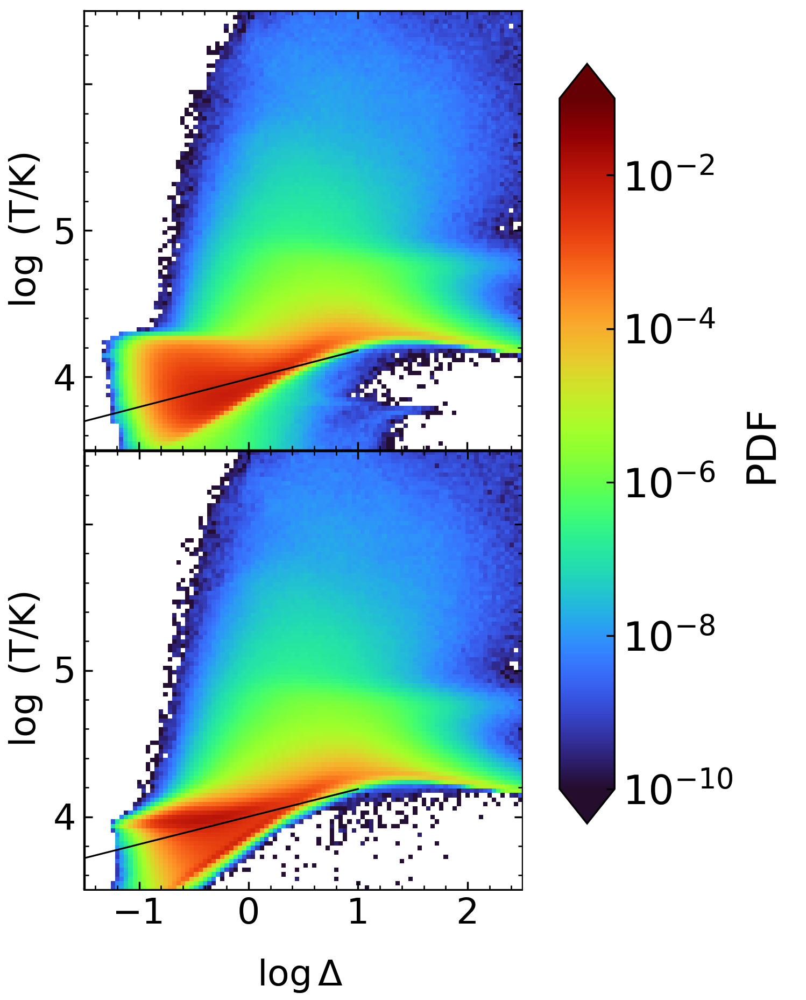 log (T/K)
5
4
log (T/K)
5
4
−1 0 1 2
log Δ
10⁻²
10⁻⁴
10⁻⁶
10⁻⁸
10⁻¹⁰
PDF